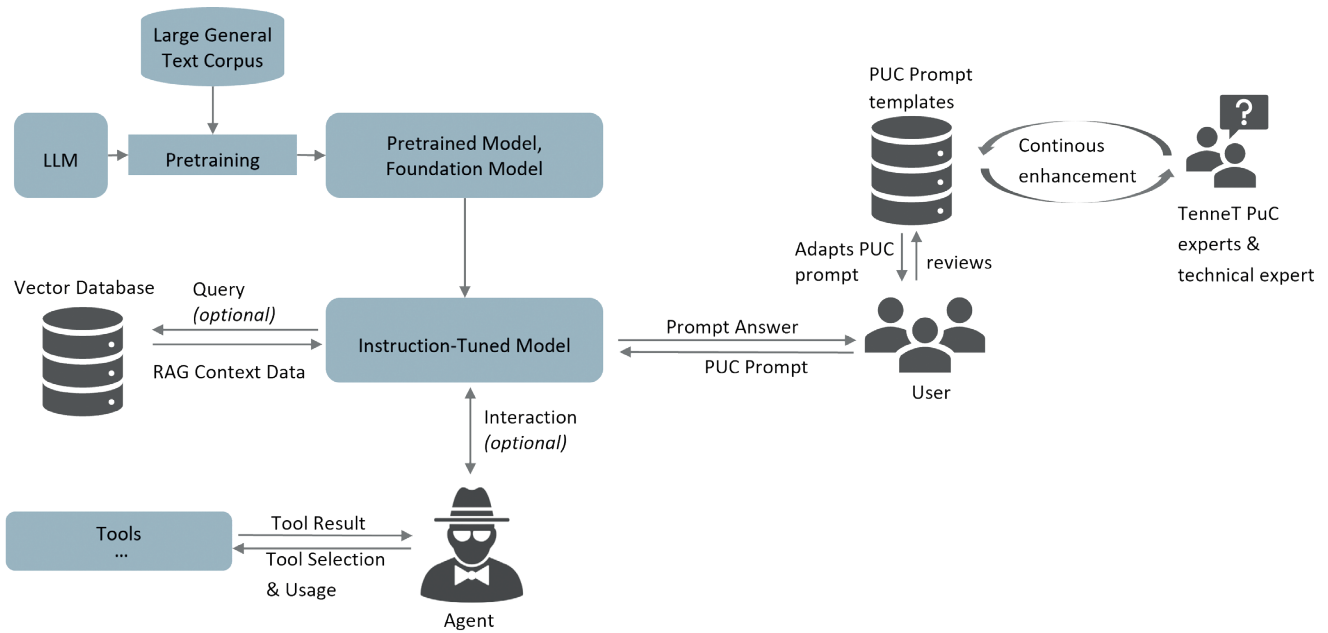 Large General
Text Corpus
LLM
Pretraining
Pretrained Model,
Foundation Model
PUC Prompt
templates
?
Continous
enhancement
TenneT PuC
experts &
technical expert
Adapts PUC
prompt
reviews
Vector Database
Query
(optional)
RAG Context Data
Instruction-Tuned Model
Prompt Answer
PUC Prompt
User
Interaction
(optional)
Tools
...
Tool Result
Tool Selection
& Usage
Agent